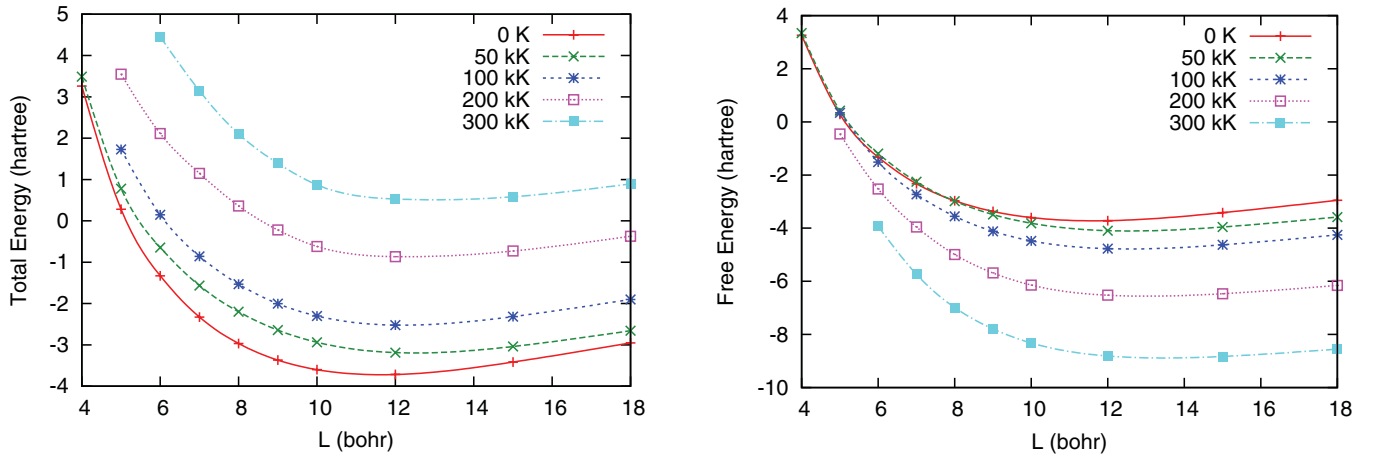 5
4
3
2
1
0
-1
-2
-3
-4
4 6 8 10 12 14 16 18
Total Energy (hartree)
L (bohr)
0 K
50 kK
100 kK
200 kK
300 kK
4
2
0
-2
-4
-6
-8
-10
4 6 8 10 12 14 16 18
Free Energy (hartree)
L (bohr)
0 K
50 kK
100 kK
200 kK
300 kK